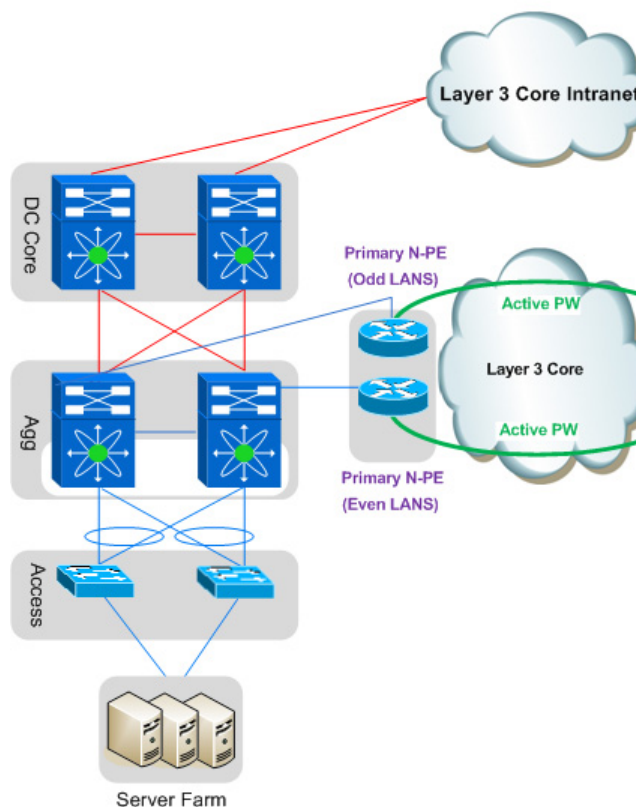 Layer 3 Core Intranet
DC Core
Primary N-PE
(Odd LANS)
Active PW
Layer 3 Core
Agg
Active PW
Primary N-PE
(Even LANS)
Access
Server Farm